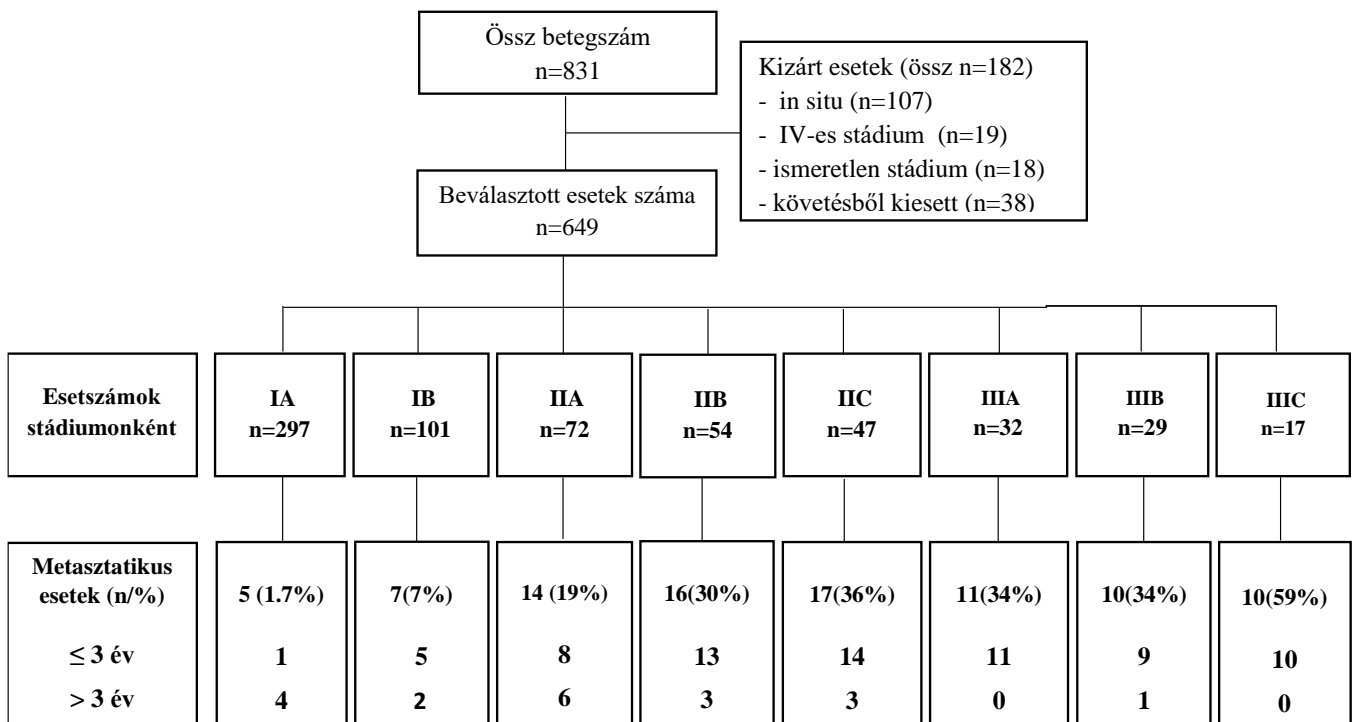 Össz betegszám
n=831
Kizárt esetek (össz n=182)
- in situ (n=107)
- IV-es stádium (n=19)
- ismeretlen stádium (n=18)
- követésből kiesett (n=38)
Beválasztott esetek száma
n=649
Esetszámok
stádiumonként
IA
n=297
IB
n=101
IIA
n=72
IIB
n=54
IIC
n=47
IIIA
n=32
IIIB
n=29
IIIC
n=17
Metasztatikus
esetek (n/%)
5 (1.7%)
7(7%)
14 (19%)
16(30%)
17(36%)
11(34%)
10(34%)
10(59%)
≤ 3 év
1
5
8
13
14
11
9
10
> 3 év
4
2
6
3
3
0
1
0